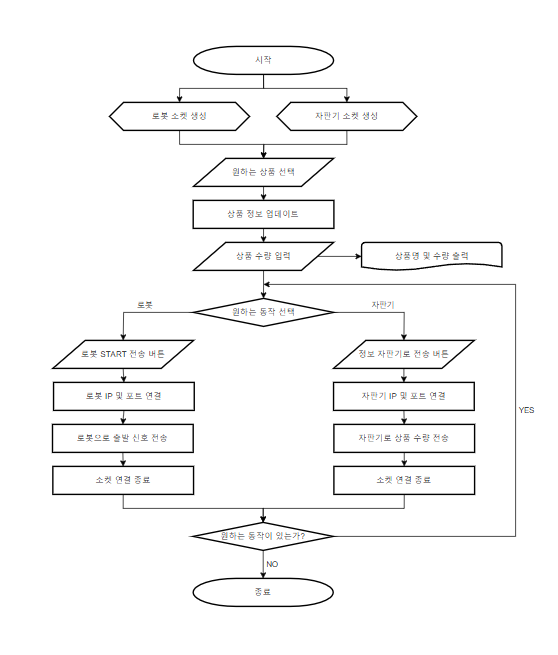 시작
로봇 소켓 생성
자판기 소켓 생성
원하는 상품 선택
상품 정보 업데이트
상품 수량 입력
상품명 및 수량 출력
원하는 동작 선택
로봇
자판기
로봇 START 전송 버튼
정보 자판기로 전송 버튼
로봇 IP 및 포트 연결
자판기 IP 및 포트 연결
YES
로봇으로 출발 신호 전송
자판기로 상품 수량 전송
소켓 연결 종료
소켓 연결 종료
원하는 동작이 있는가?
NO
종료